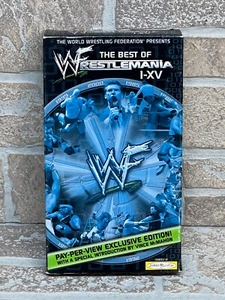 THE WORLD WRESTLING FEDERATION PRESENTS
THE BEST OF
WRESTLEMANIA
I-XV
WF
PAY-PER-VIEW EXCLUSIVE EDITION!
WITH A SPECIAL INTRODUCTION BY VINCE McMAHON